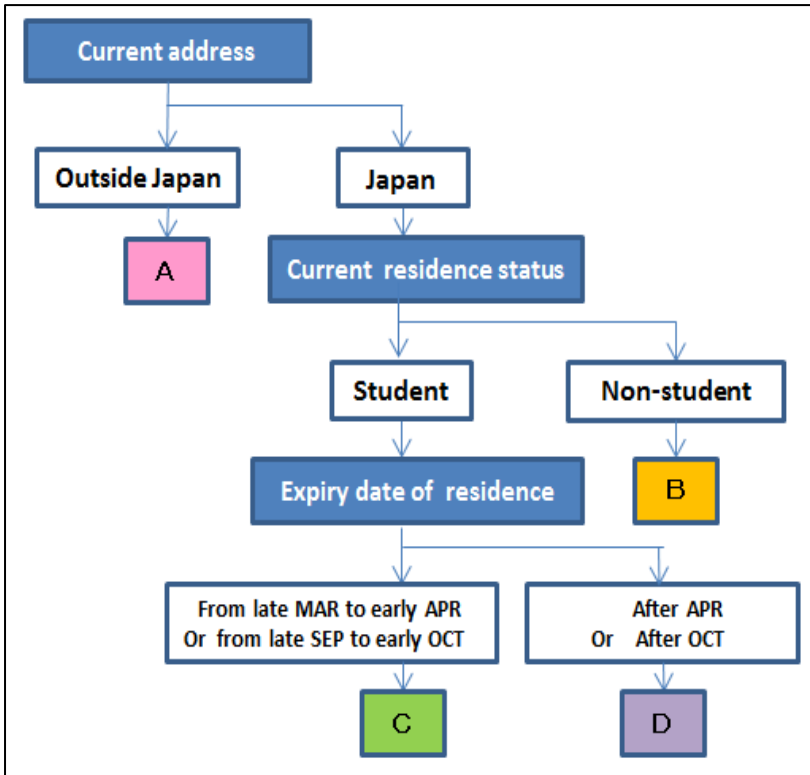 Current address
Outside Japan
Japan
A
Current residence status
Student
Non-student
Expiry date of residence
B
From late MAR to early APR
Or from late SEP to early OCT
After APR
Or After OCT
C
D